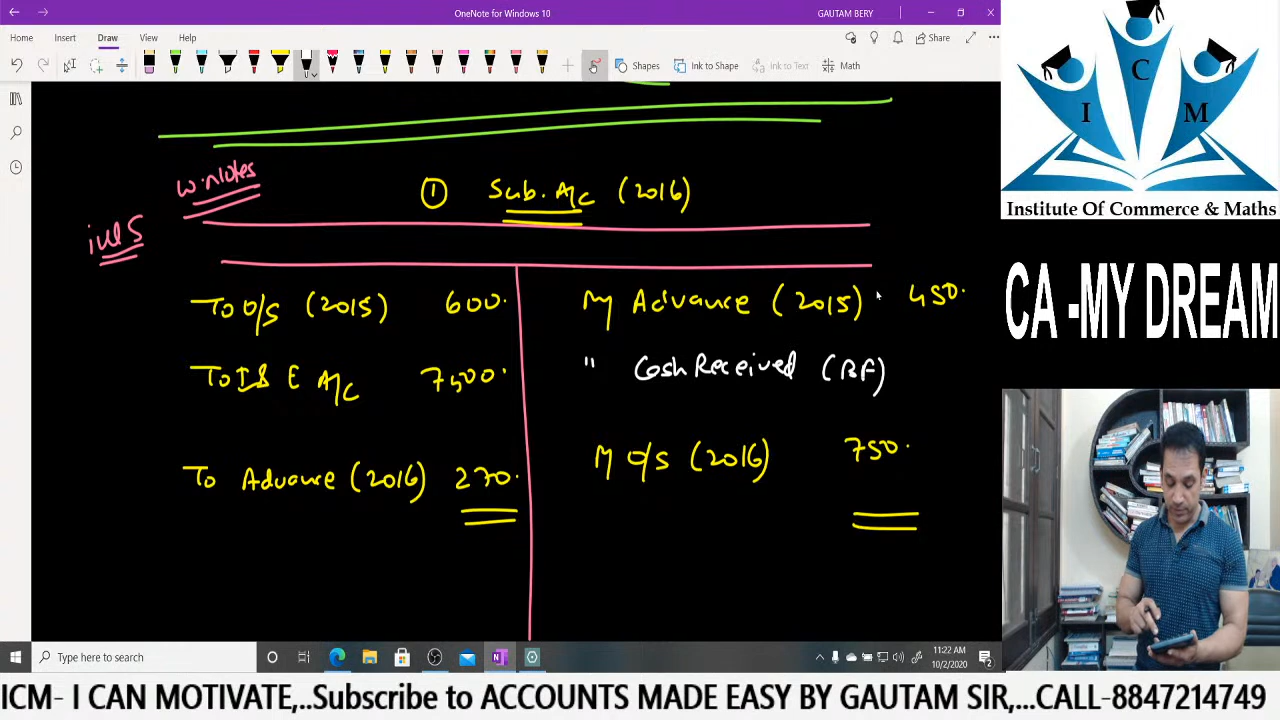 OneNote for Windows 10
GAUTAM BERY
Home Insert Draw View Help
Share
Shapes Ink to Shape Ink to Text Math
W.notes
① Sub. A/c (2016)
To O/S (2015) 600.
By Advance (2015) 450.
To I & E A/c 7500.
" Cash Received (BF)
To Advance (2016) 270.
By O/S (2016) 750.
I C M
Institute Of Commerce & Maths
CA -MY DREAM
Type here to search
11:22 AM
10/2/2020
2
ICM- I CAN MOTIVATE,..Subscribe to ACCOUNTS MADE EASY BY GAUTAM SIR,...CALL-8847214749